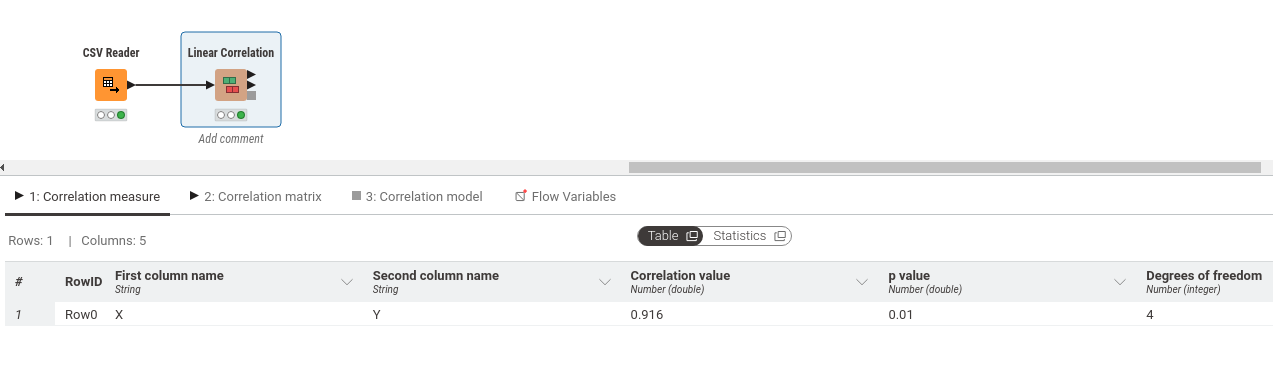 CSV Reader
Linear Correlation
Add comment
1: Correlation measure
2: Correlation matrix
3: Correlation model
Flow Variables
Rows: 1 | Columns: 5
Table
Statistics
# RowID First column name Second column name Correlation value p value Degrees of freedom
String String Number (double) Number (double) Number (integer)
1 Row0 X Y 0.916 0.01 4